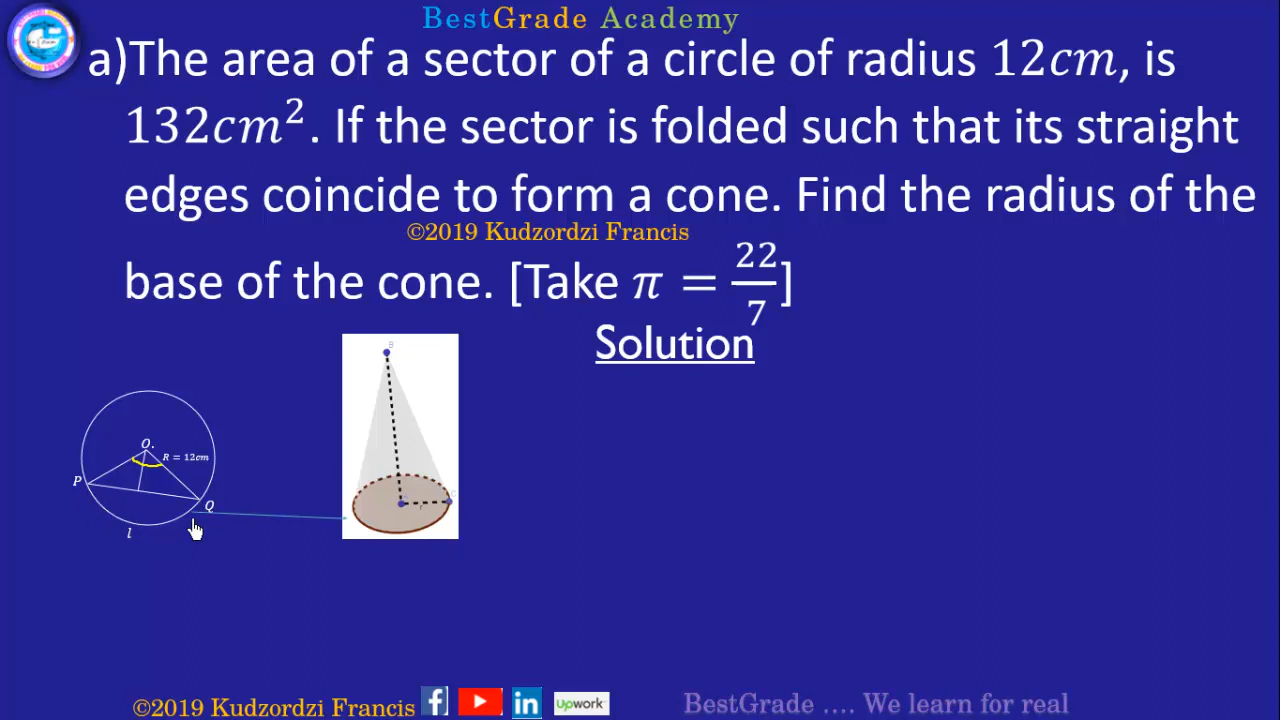 BestGrade Academy
a)The area of a sector of a circle of radius 12cm, is
132cm². If the sector is folded such that its straight
edges coincide to form a cone. Find the radius of the
©2019 Kudzordzi Francis
base of the cone. [Take π = 22/7]
Solution
B
O.
R = 12cm
P
Q
C
r
l
©2019 Kudzordzi Francis
f
in
upwork
BestGrade .... We learn for real